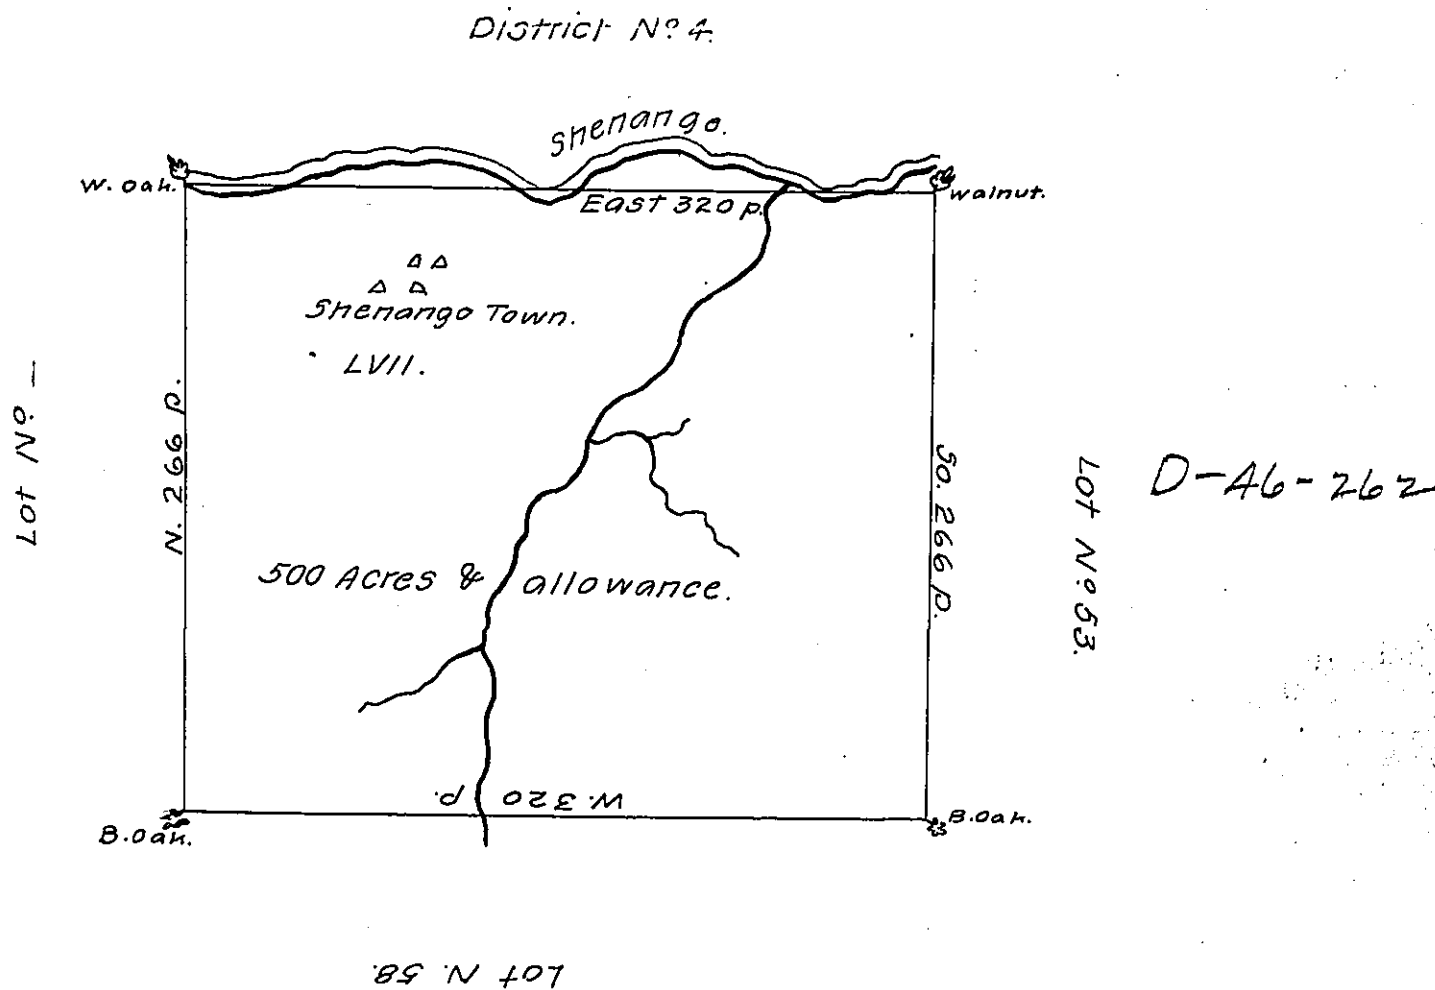 District No. 4.
Shenango.
W. Oak.
Walnut.
East 320 p.
Shenango Town.
LVII.
Lot No. —
N. 266 p.
So. 266 p.
Lot No. 53.
D-46-262
500 Acres & allowance.
W. 320 p.
B. Oak.
B. Oak.
Lot N. 58.